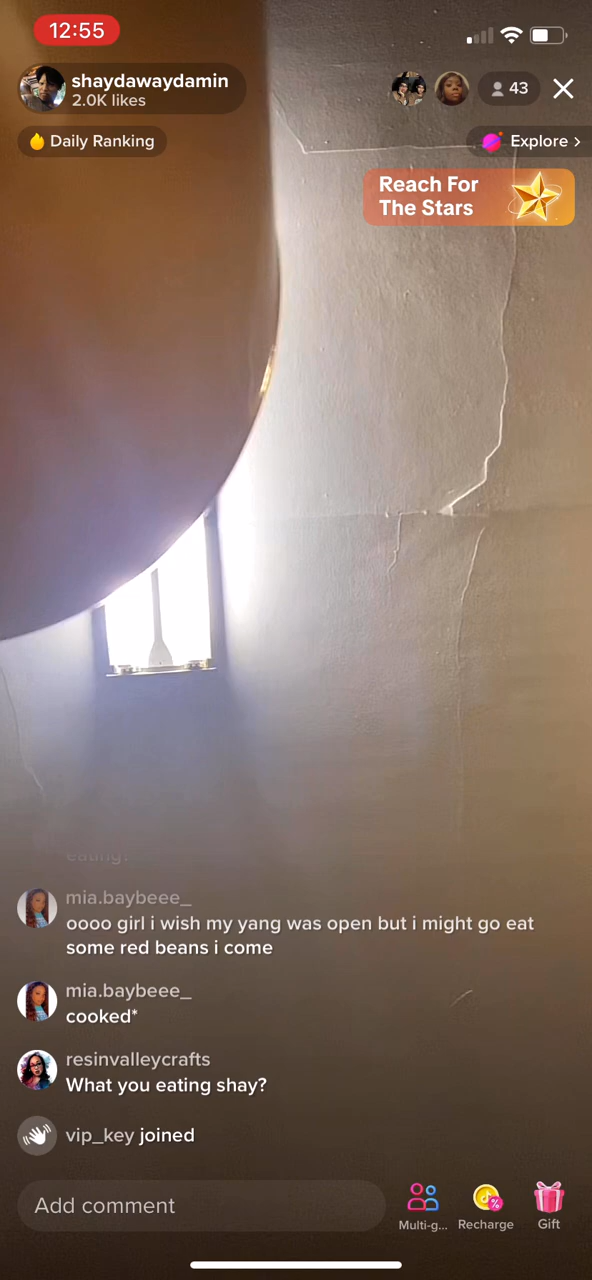 12:55
shaydawaydamin
2.0K likes
43
Daily Ranking
Explore >
Reach For
The Stars
eating?
mia.baybeee_
oooo girl i wish my yang was open but i might go eat
some red beans i come
mia.baybeee_
cooked*
resinvalleycrafts
What you eating shay?
vip_key joined
Add comment
Multi-g...
Recharge
Gift